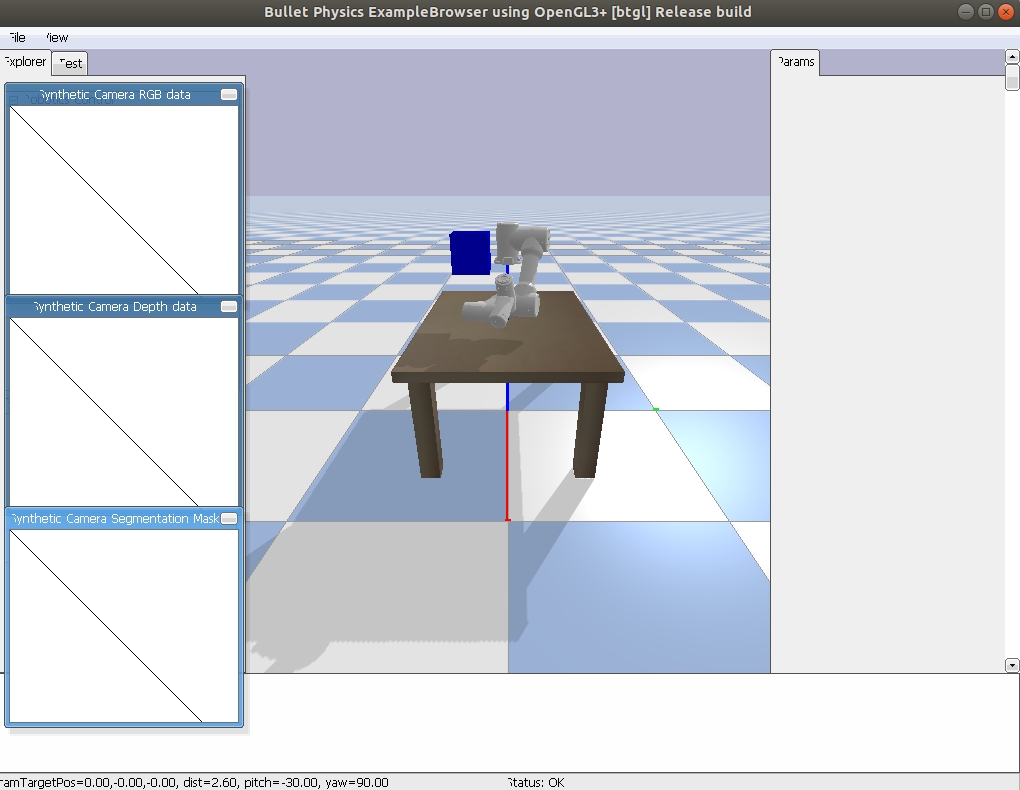 Bullet Physics ExampleBrowser using OpenGL3+ [btgl] Release build
File View
Explorer Test Params
Synthetic Camera RGB data
Synthetic Camera Depth data
Synthetic Camera Segmentation Mask
ramTargetPos=0.00,-0.00,-0.00, dist=2.60, pitch=-30.00, yaw=90.00 Status: OK